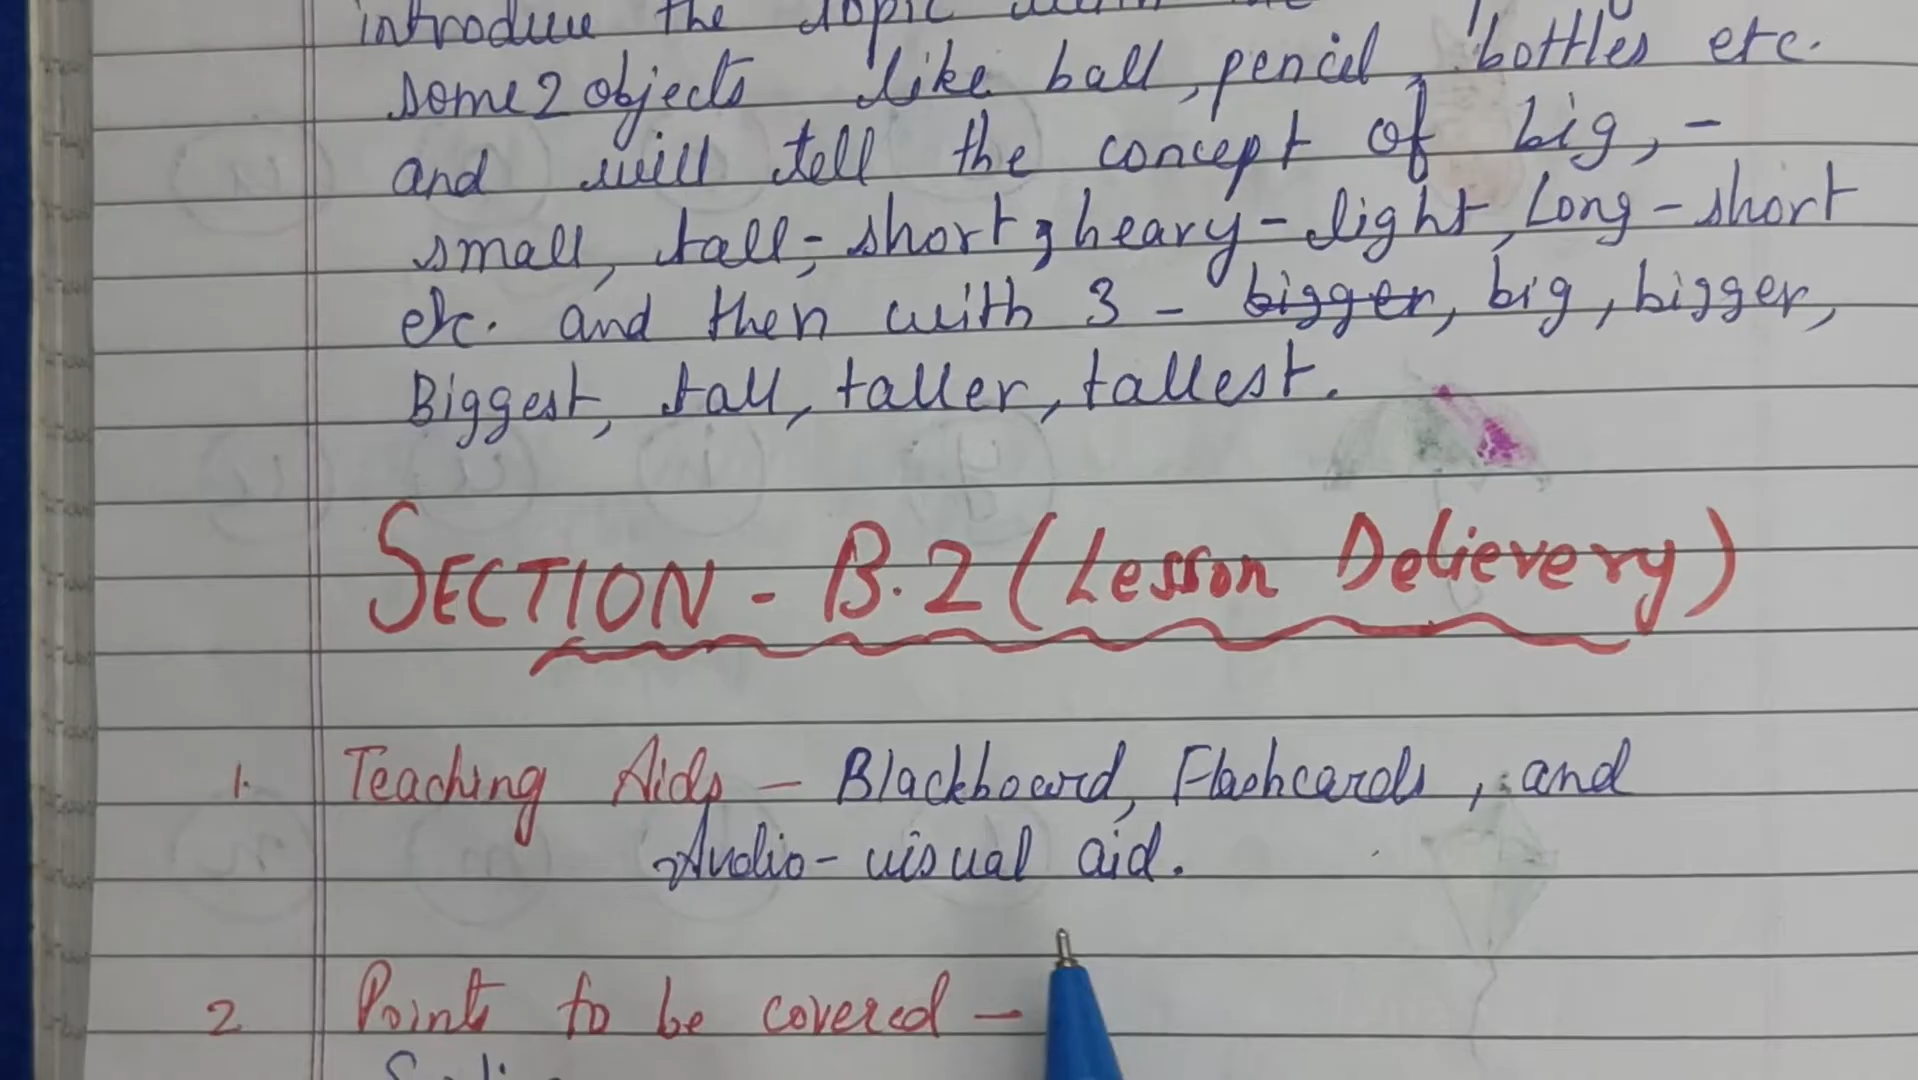 introduce the topic
some 2 objects like ball, pencil, bottles etc.
and will tell the concept of big, -
small, tall - short, heavy - light, Long - short
etc. and then with 3 - bigger, big, bigger,
Biggest, tall, taller, tallest.
SECTION - B.2 (Lesson Delievery)
1. Teaching Aids - Blackboard, Flashcards, and
Audio - visual aid.
2 Points to be covered -